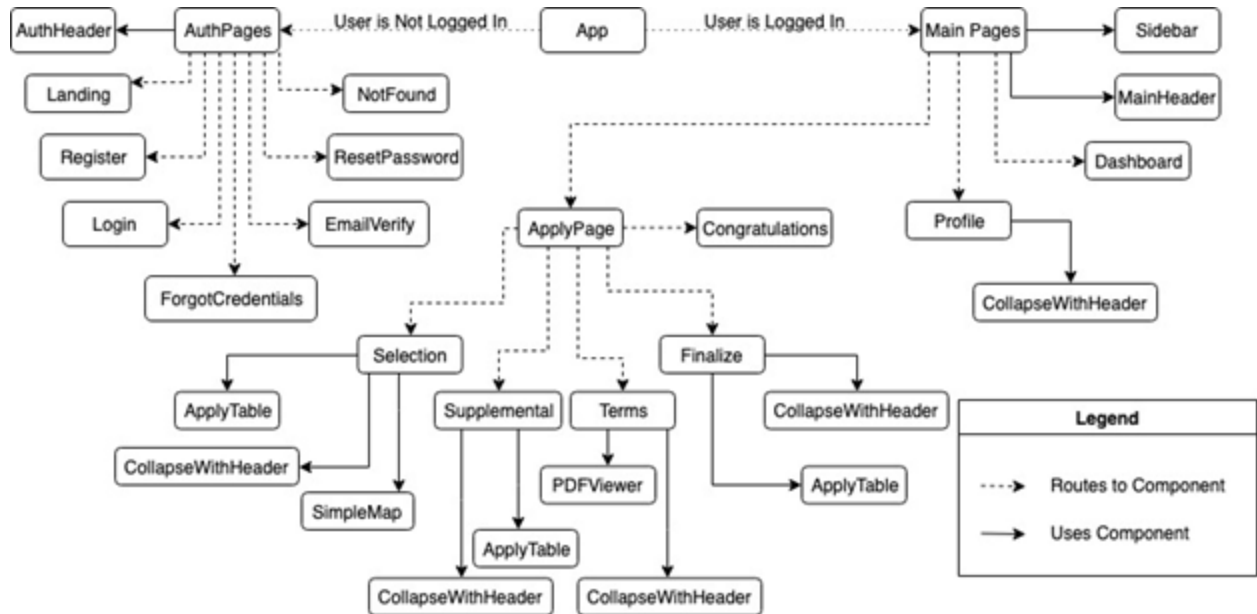 AuthHeader
AuthPages
User is Not Logged In
App
User is Logged In
Main Pages
Sidebar
Landing
NotFound
MainHeader
Register
ResetPassword
Dashboard
Login
EmailVerify
ApplyPage
Congratulations
Profile
ForgotCredentials
CollapseWithHeader
Selection
Finalize
ApplyTable
Supplemental
Terms
CollapseWithHeader
Legend
CollapseWithHeader
PDFViewer
ApplyTable
Routes to Component
SimpleMap
ApplyTable
Uses Component
CollapseWithHeader
CollapseWithHeader